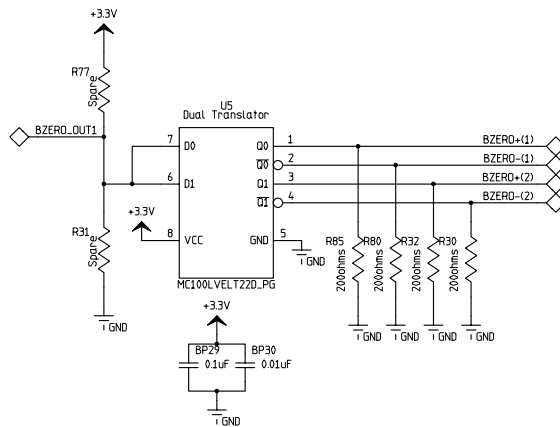 +3.3V
R77
Spare
U5
Dual Translator
BZERO_OUT1
7 D0 Q0 1 BZERO+(1)
Q0 2 BZERO-(1)
6 D1 Q1 3 BZERO+(2)
Q1 4 BZERO-(2)
R31
Spare
+3.3V
8 VCC GND 5
GND
R85 R80 R32 R30
200ohms 200ohms 200ohms 200ohms
MC100LVELT22D_PG
GND
GND GND GND GND
+3.3V
BP29 BP30
0.1uF 0.01uF
GND